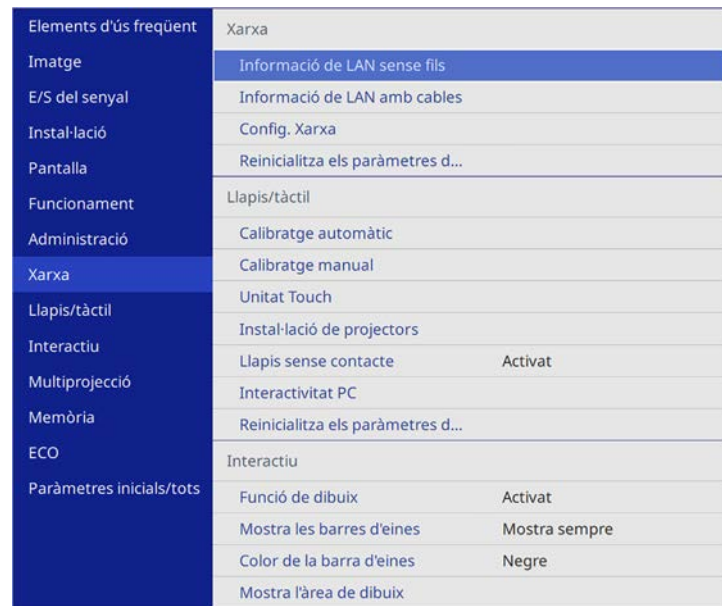 Elements d'ús freqüent
Imatge
E/S del senyal
Instal·lació
Pantalla
Funcionament
Administració
Xarxa
Llapis/tàctil
Interactiu
Multiprojecció
Memòria
ECO
Paràmetres inicials/tots
Xarxa
Informació de LAN sense fils
Informació de LAN amb cables
Config. Xarxa
Reinicialitza els paràmetres d...
Llapis/tàctil
Calibratge automàtic
Calibratge manual
Unitat Touch
Instal·lació de projectors
Llapis sense contacte Activat
Interactivitat PC
Reinicialitza els paràmetres d...
Interactiu
Funció de dibuix Activat
Mostra les barres d'eines Mostra sempre
Color de la barra d'eines Negre
Mostra l'àrea de dibuix